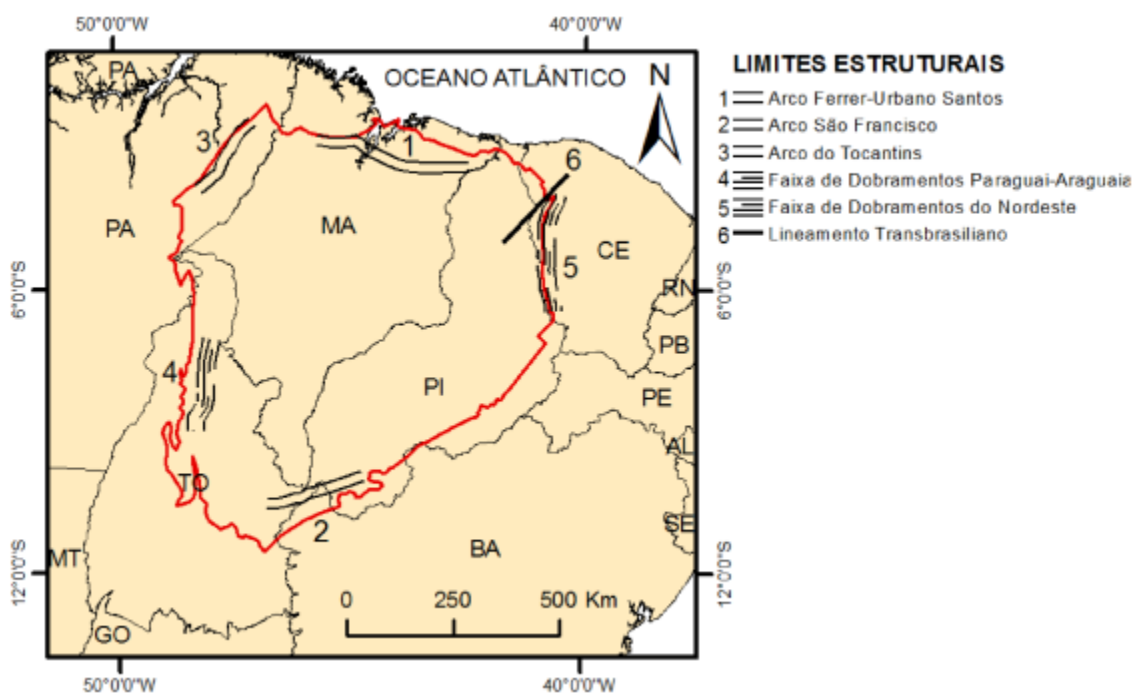 50°0'0"W
40°0'0"W
PA
OCEANO ATLÂNTICO
N
3
1
6
PA
MA
CE
5
RN
6°0'0"S
6°0'0"S
PB
4
PI
PE
AL
TO
2
SE
BA
MT
12°0'0"S
12°0'0"S
0 250 500 Km
GO
50°0'0"W
40°0'0"W
LIMITES ESTRUTURAIS
1 Arco Ferrer-Urbano Santos
2 Arco São Francisco
3 Arco do Tocantins
4 Faixa de Dobramentos Paraguai-Araguaia
5 Faixa de Dobramentos do Nordeste
6 Lineamento Transbrasiliano